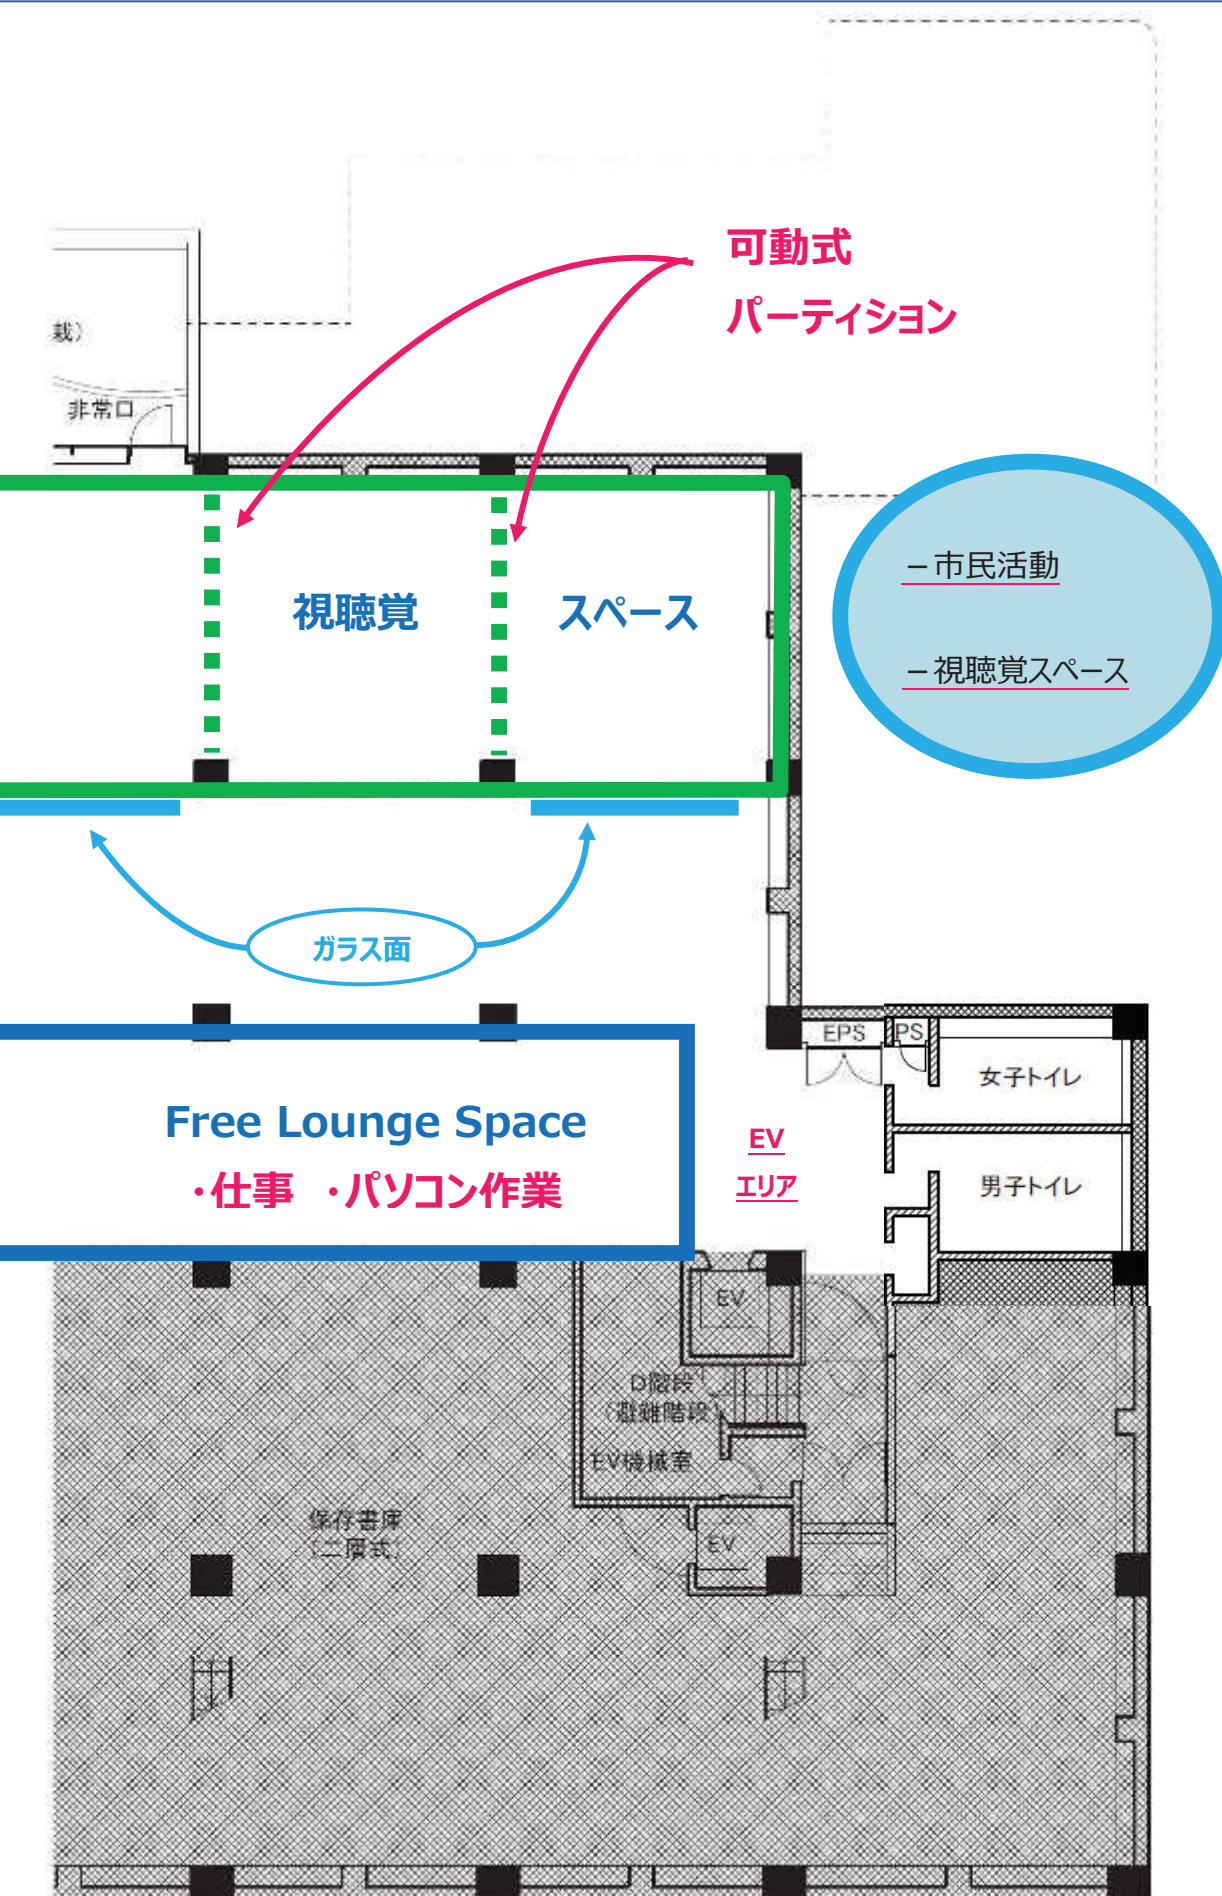 可動式
パーティション
栽）
非常口
視聴覚 スペース
－市民活動
－視聴覚スペース
ガラス面
EPS PS
女子トイレ
Free Lounge Space
・仕事 ・パソコン作業
EV
エリア
男子トイレ
EV
D階段
（避難階段）
EV機械室
保存書庫
（二層式）
EV